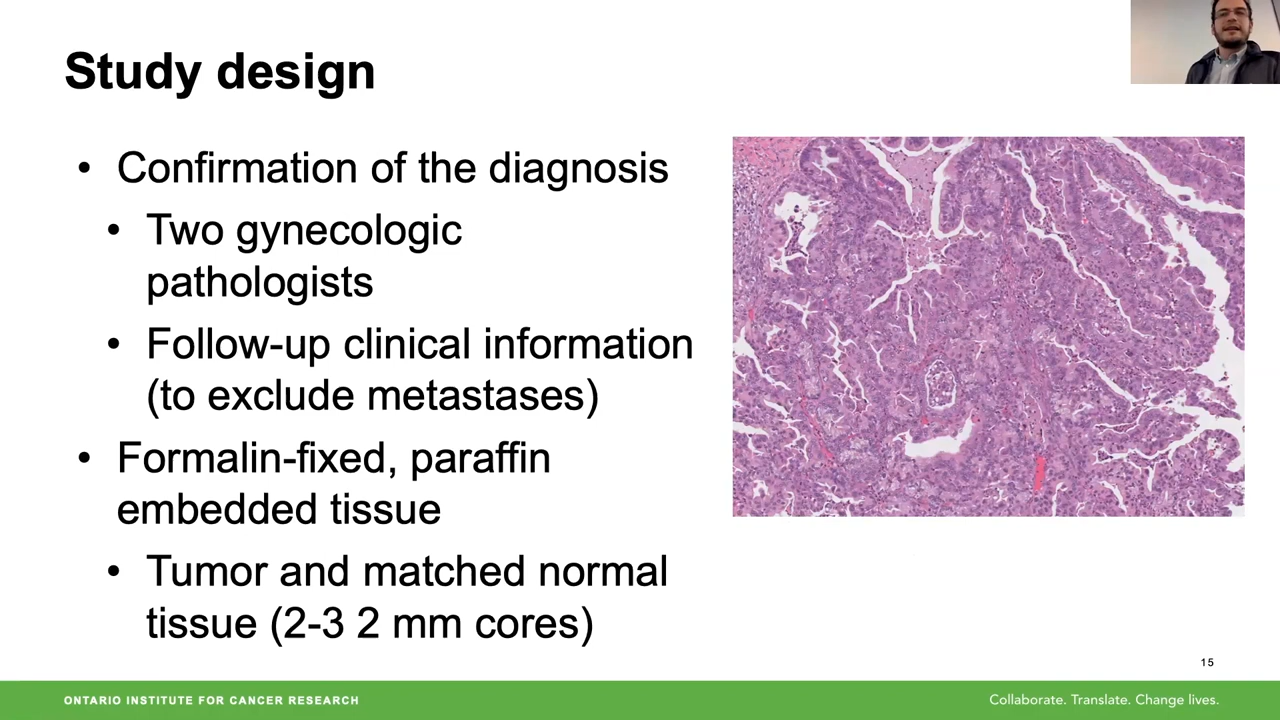 Study design
• Confirmation of the diagnosis
• Two gynecologic
pathologists
• Follow-up clinical information
(to exclude metastases)
• Formalin-fixed, paraffin
embedded tissue
• Tumor and matched normal
tissue (2-3 2 mm cores)
15
ONTARIO INSTITUTE FOR CANCER RESEARCH
Collaborate. Translate. Change lives.